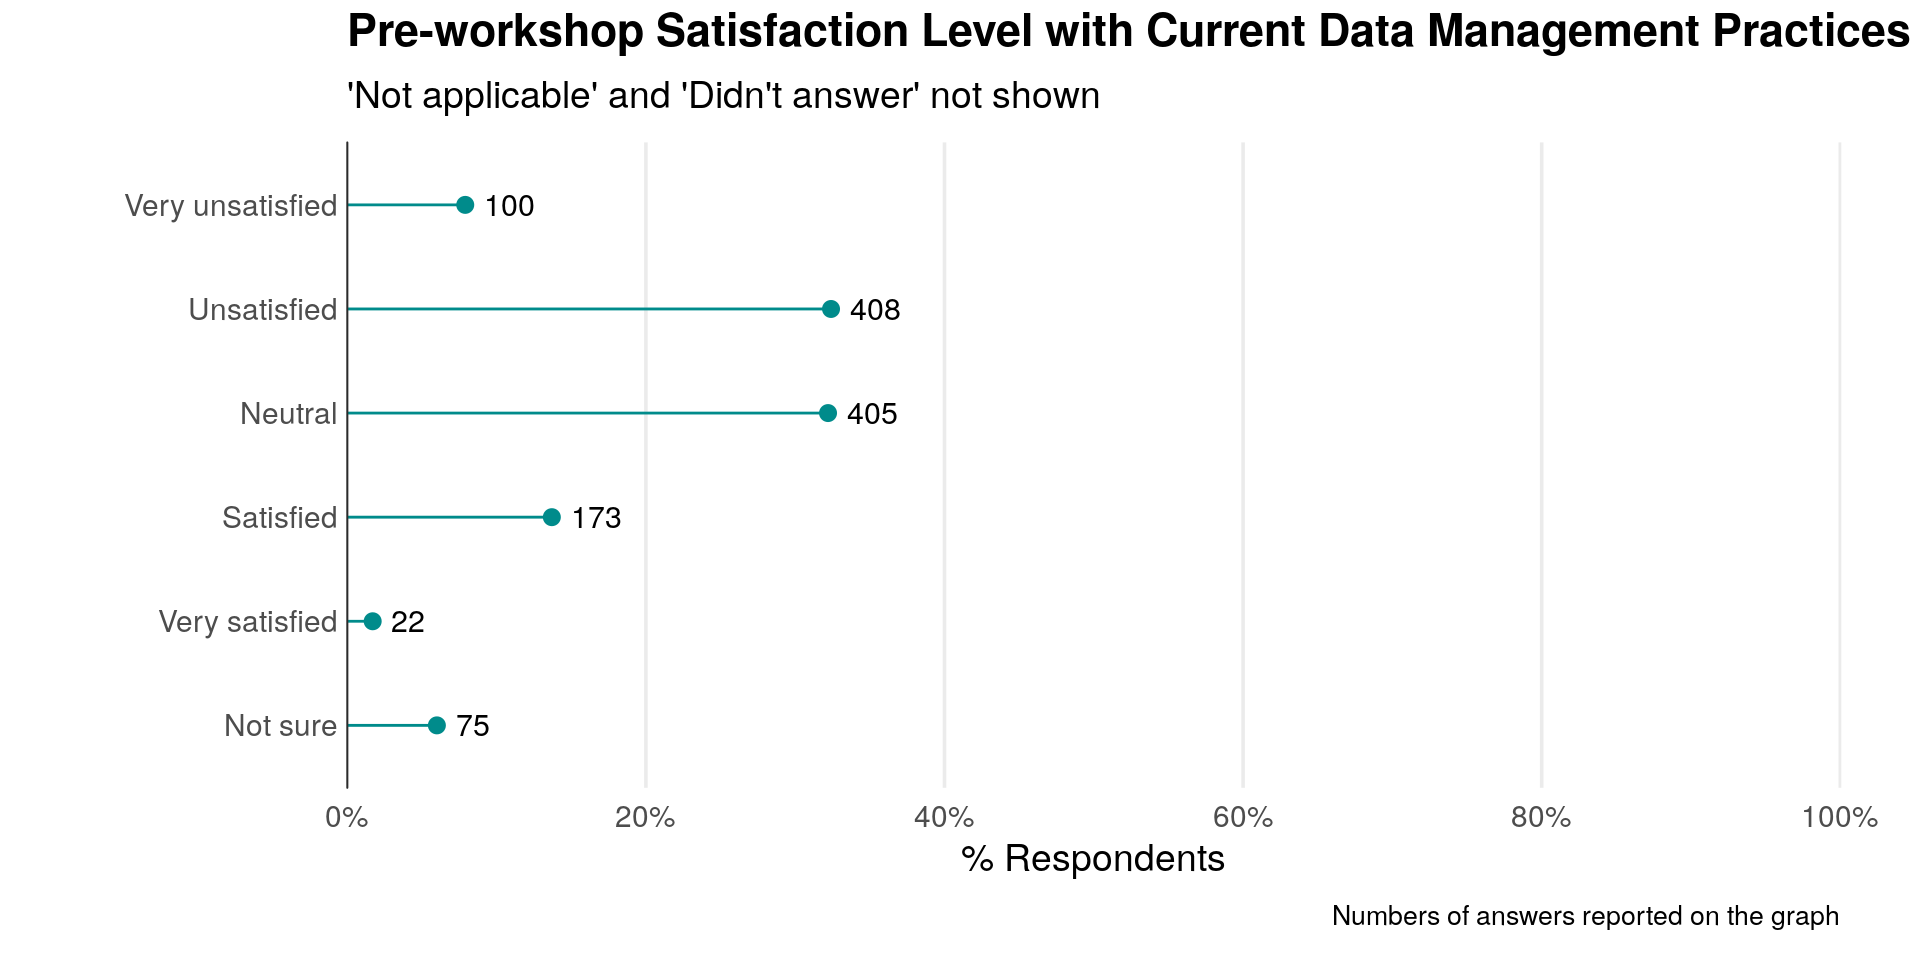 Pre-workshop Satisfaction Level with Current Data Management Practices
'Not applicable' and 'Didn't answer' not shown
Very unsatisfied 100
Unsatisfied 408
Neutral 405
Satisfied 173
Very satisfied 22
Not sure 75
0% 20% 40% 60% 80% 100%
% Respondents
Numbers of answers reported on the graph